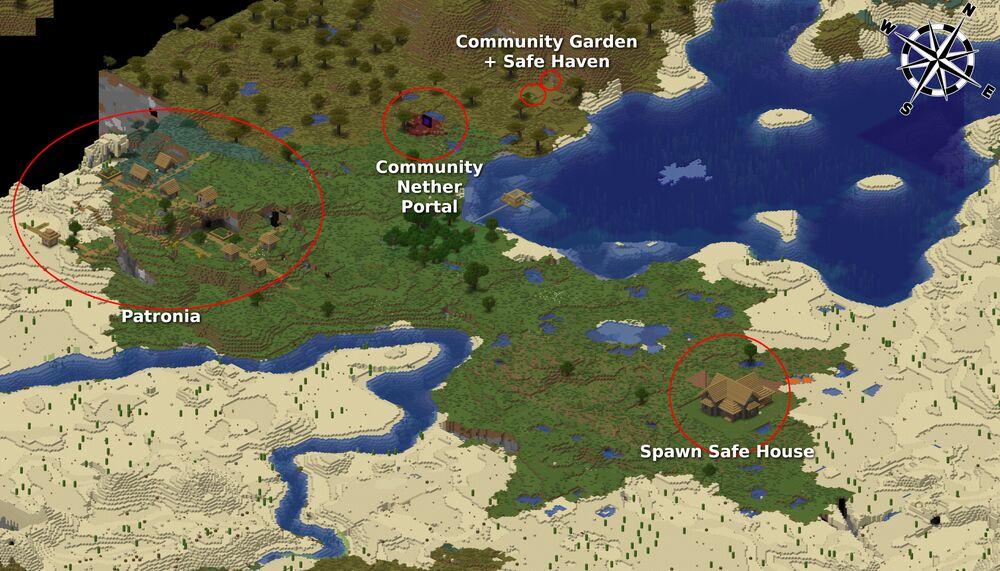 N
W
E
S
Community Garden
+ Safe Haven
Community
Nether
Portal
Patronia
Spawn Safe House